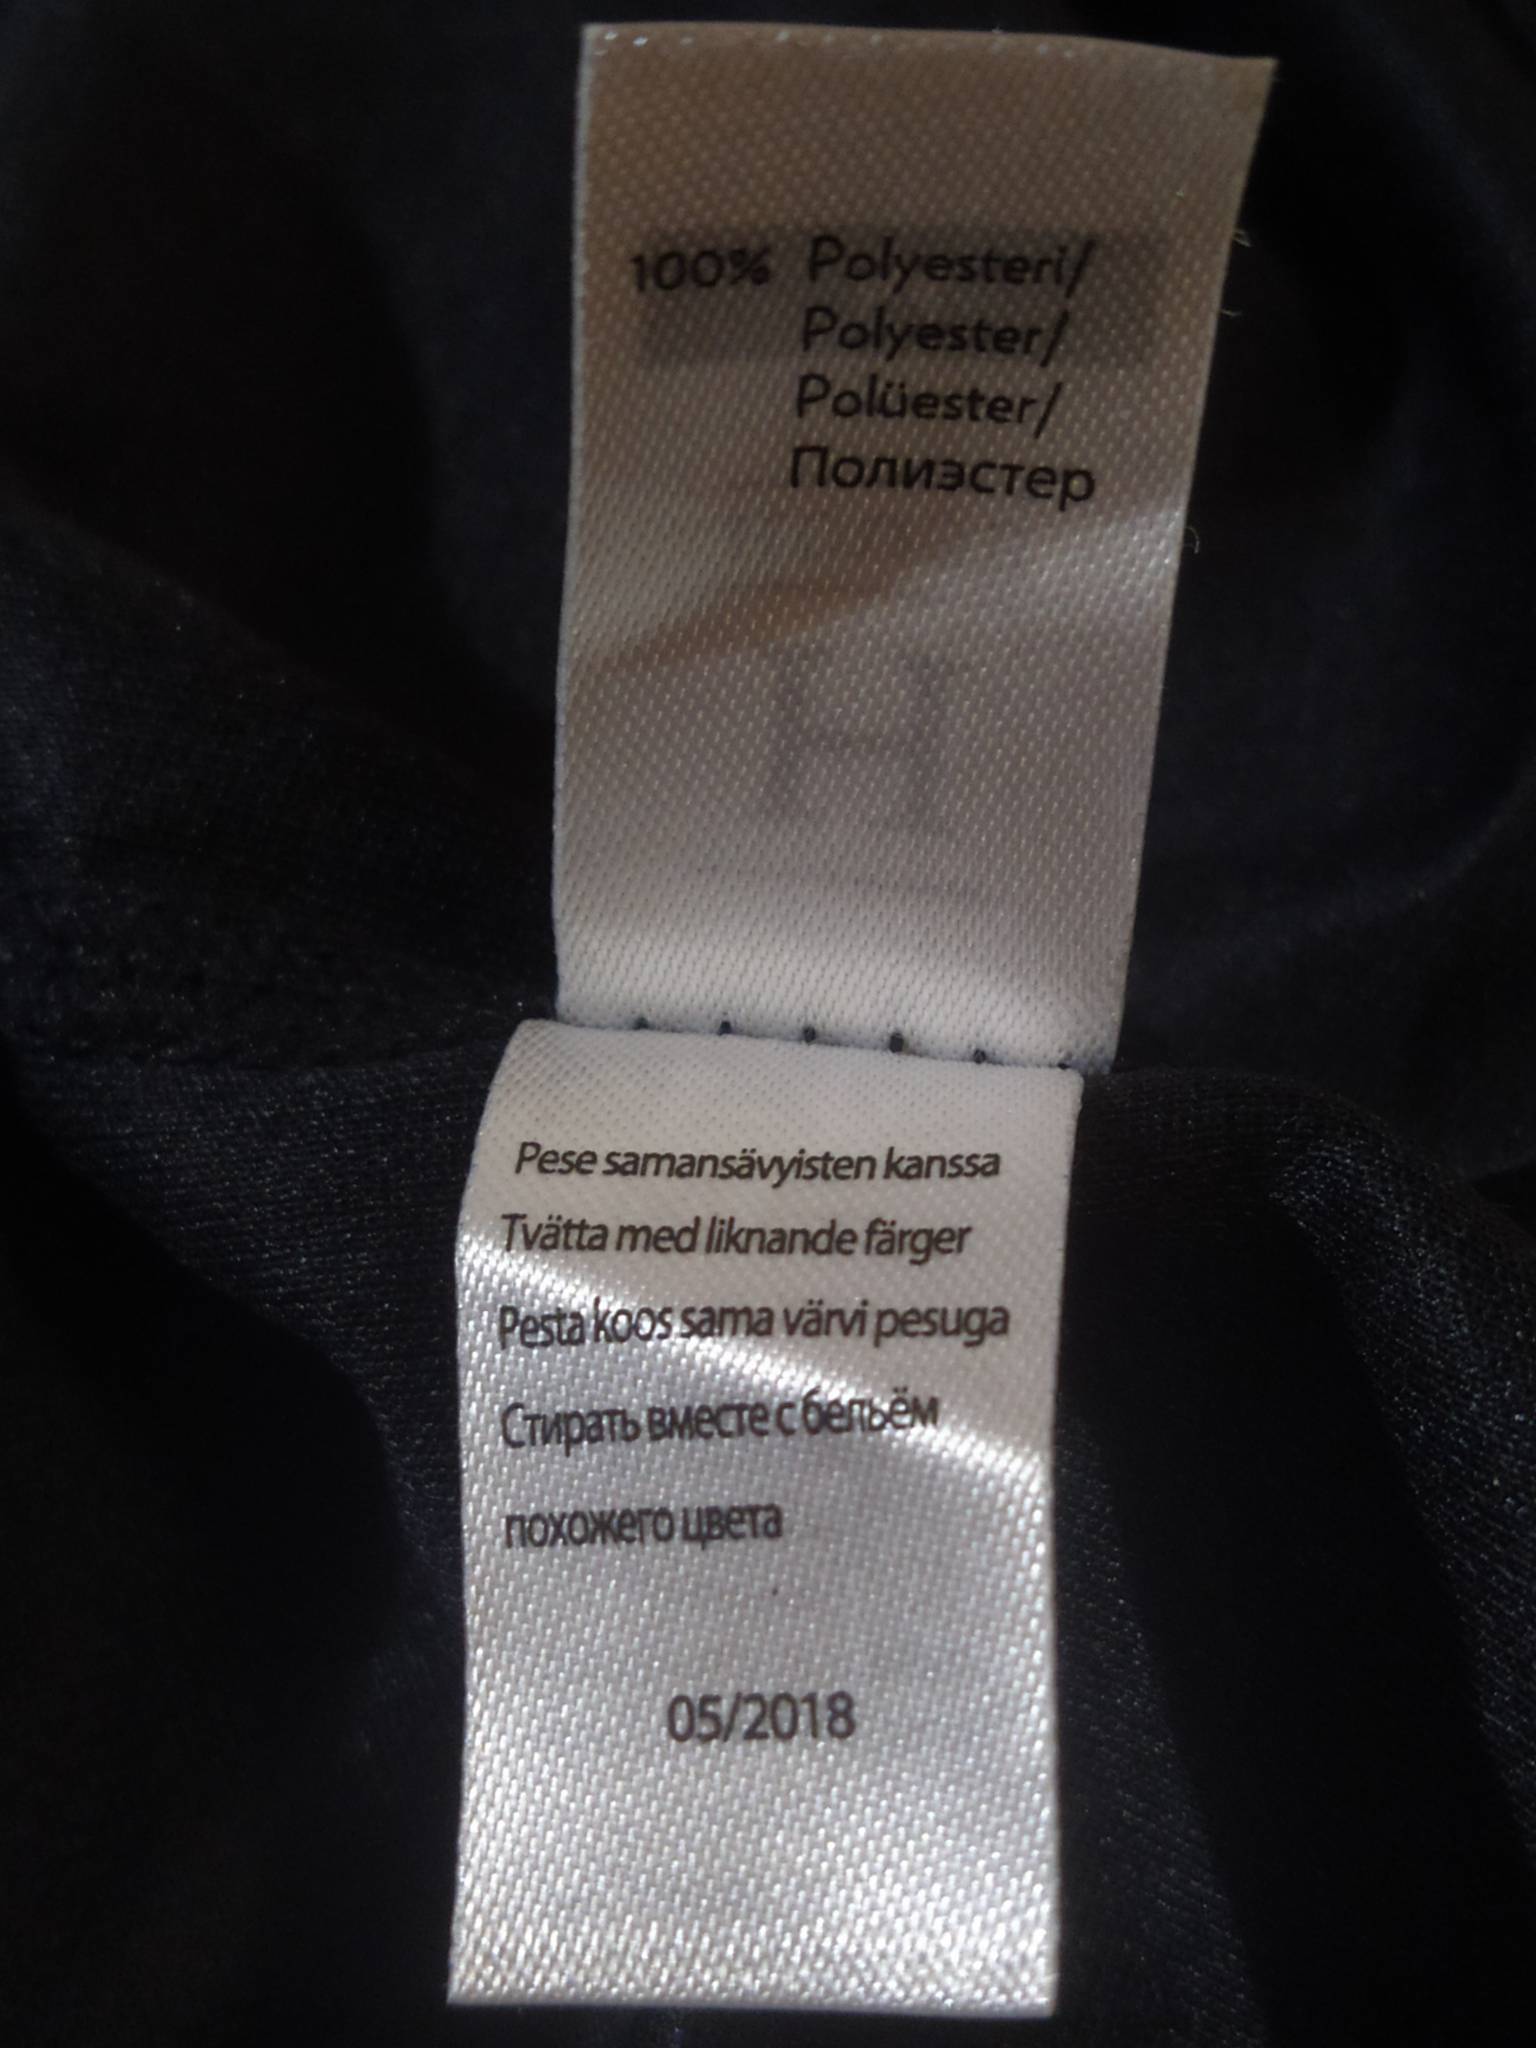 100% Polyesteri/
Polyester/
Polüester/
Полиэстер
Pese samansävyisten kanssa
Tvätta med liknande färger
Pesta koos sama värvi pesuga
Стирать вместе с бельём
похожего цвета
05/2018